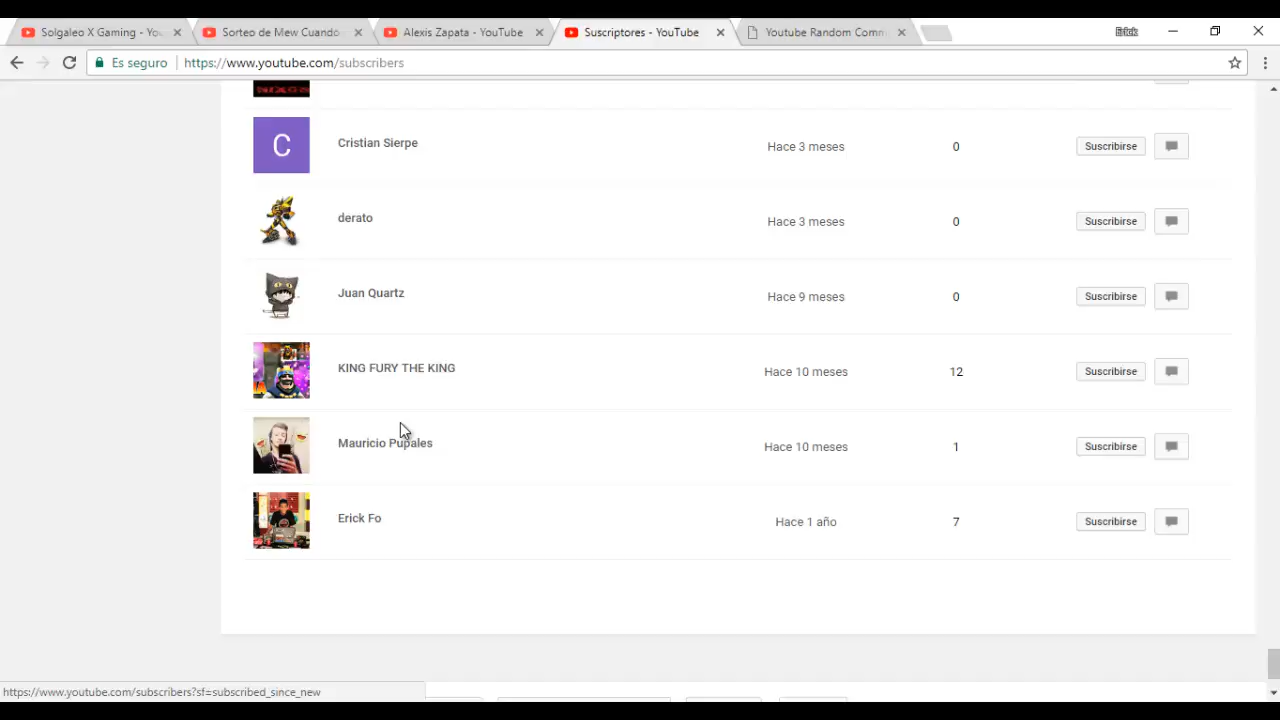 Solgaleo X Gaming - You
Sorteo de Mew Cuando
Alexis Zapata - YouTube
Suscriptores - YouTube
Youtube Random Comm
Es seguro
https://www.youtube.com/subscribers
Cristian Sierpe
Hace 3 meses
0
Suscribirse
derato
Hace 3 meses
0
Suscribirse
Juan Quartz
Hace 9 meses
0
Suscribirse
KING FURY THE KING
Hace 10 meses
12
Suscribirse
Mauricio Pupales
Hace 10 meses
1
Suscribirse
Erick Fo
Hace 1 año
7
Suscribirse
https://www.youtube.com/subscribers?sf=subscribed_since_new